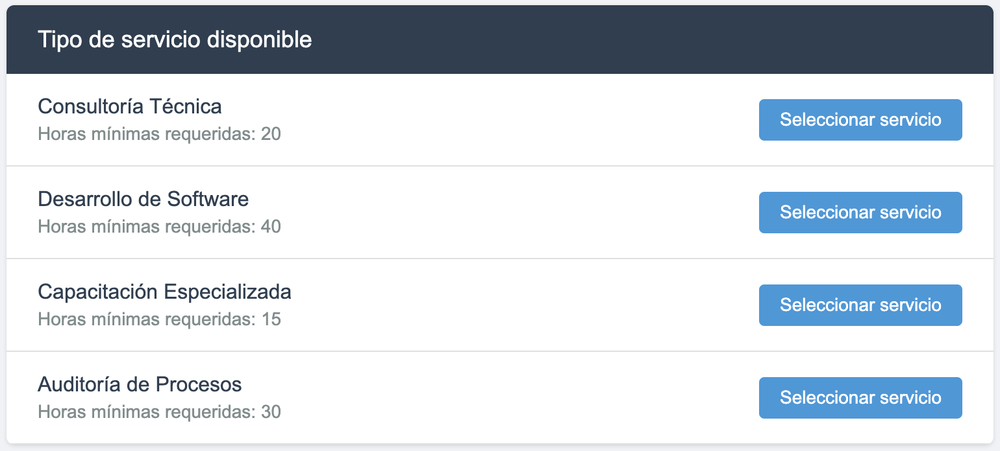 Tipo de servicio disponible
Consultoría Técnica
Horas mínimas requeridas: 20
Seleccionar servicio
Desarrollo de Software
Horas mínimas requeridas: 40
Seleccionar servicio
Capacitación Especializada
Horas mínimas requeridas: 15
Seleccionar servicio
Auditoría de Procesos
Horas mínimas requeridas: 30
Seleccionar servicio